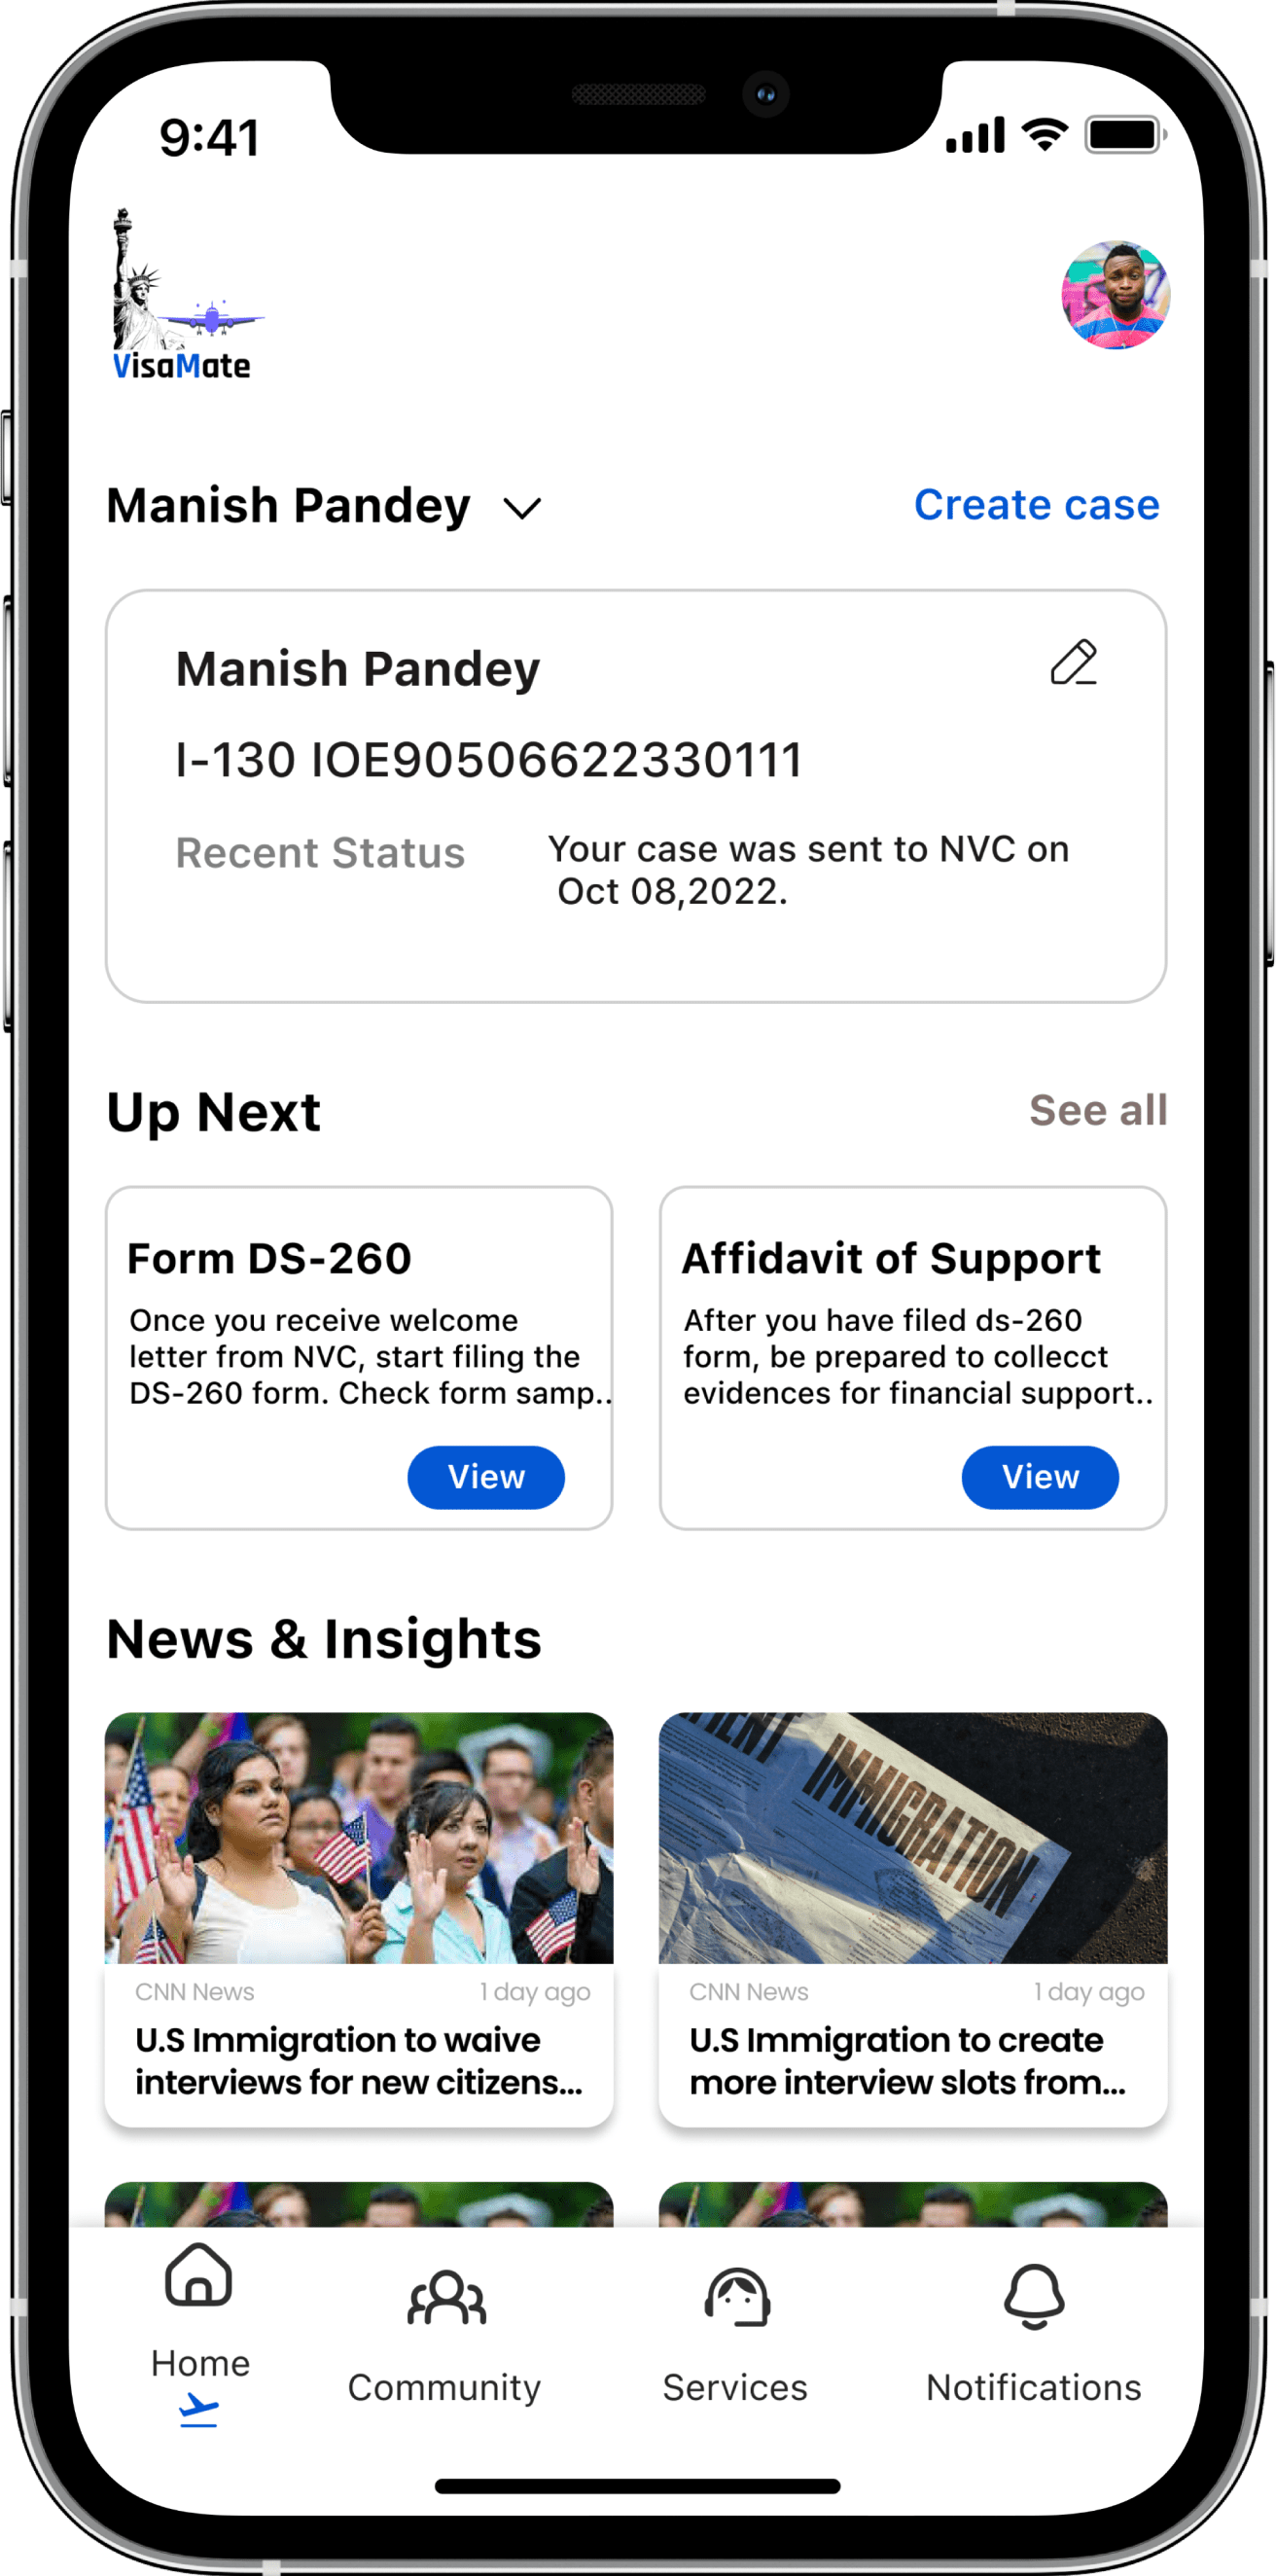 9:41
VisaMate
Manish Pandey
Create case
Manish Pandey
I-130 IOE90506622330111
Recent Status
Your case was sent to NVC on
Oct 08,2022.
Up Next
See all
Form DS-260
Once you receive welcome
letter from NVC, start filing the
DS-260 form. Check form samp..
View
Affidavit of Support
After you have filed ds-260
form, be prepared to collecct
evidences for financial support..
View
News & Insights
IMMIGRATION
CNN News
1 day ago
U.S Immigration to waive
interviews for new citizens...
CNN News
1 day ago
U.S Immigration to create
more interview slots from...
Home
Community
Services
Notifications